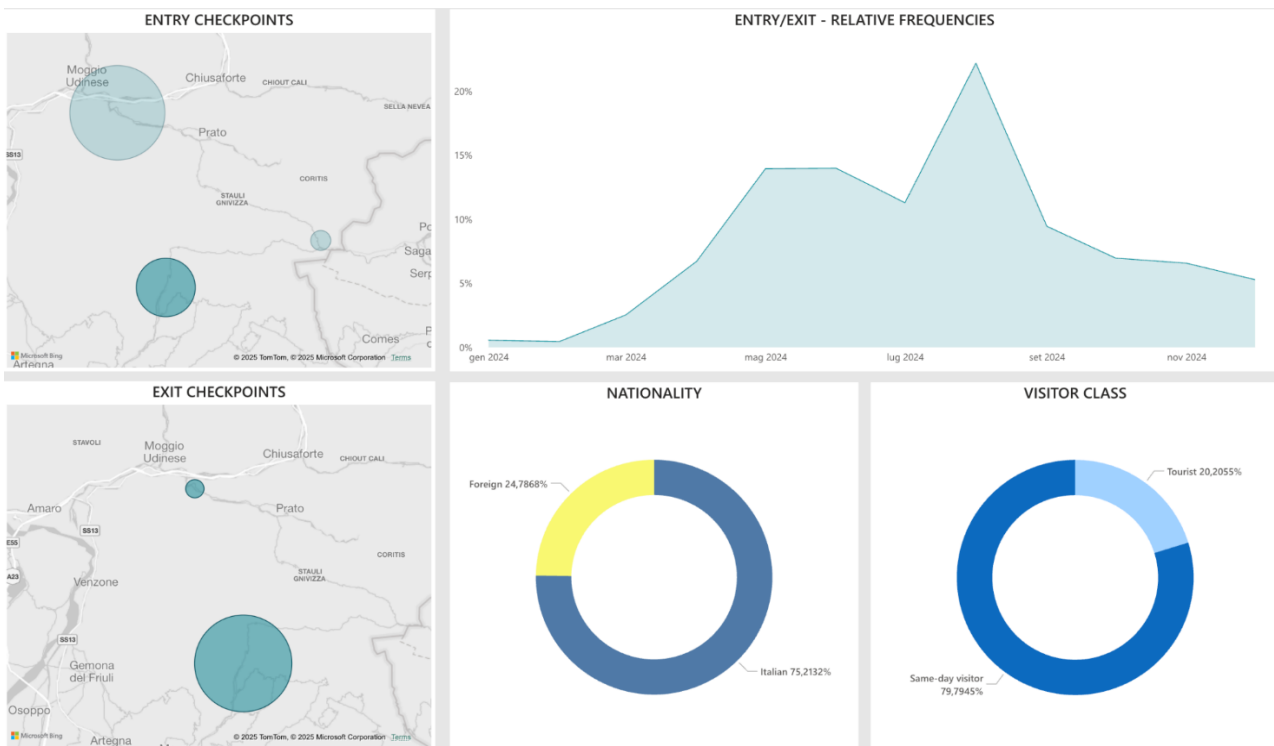 ENTRY CHECKPOINTS
Moggio
Udinese
Chiusaforte
CHIOUT CALI
SELLA NEVEA
Prato
SS13
CORITIS
STAULI
GNIVIZZA
Po
Saga
Serp
Comes
P
Microsoft Bing
© 2025 TomTom, © 2025 Microsoft Corporation Terms
Artegna
ENTRY/EXIT - RELATIVE FREQUENCIES
20%
15%
10%
5%
0%
gen 2024
mar 2024
mag 2024
lug 2024
set 2024
nov 2024
EXIT CHECKPOINTS
STAVOLI
Moggio
Udinese
Chiusaforte
CHIOUT CALI
Amaro
Prato
SS13
E55
CORITIS
A23
STAULI
GNIVIZZA
Venzone
SS13
Gemona
del Friuli
Osoppo
Microsoft Bing
© 2025 TomTom, © 2025 Microsoft Corporation Terms
Artegna
NATIONALITY
Foreign 24,7868%
Italian 75,2132%
VISITOR CLASS
Tourist 20,2055%
Same-day visitor
79,7945%